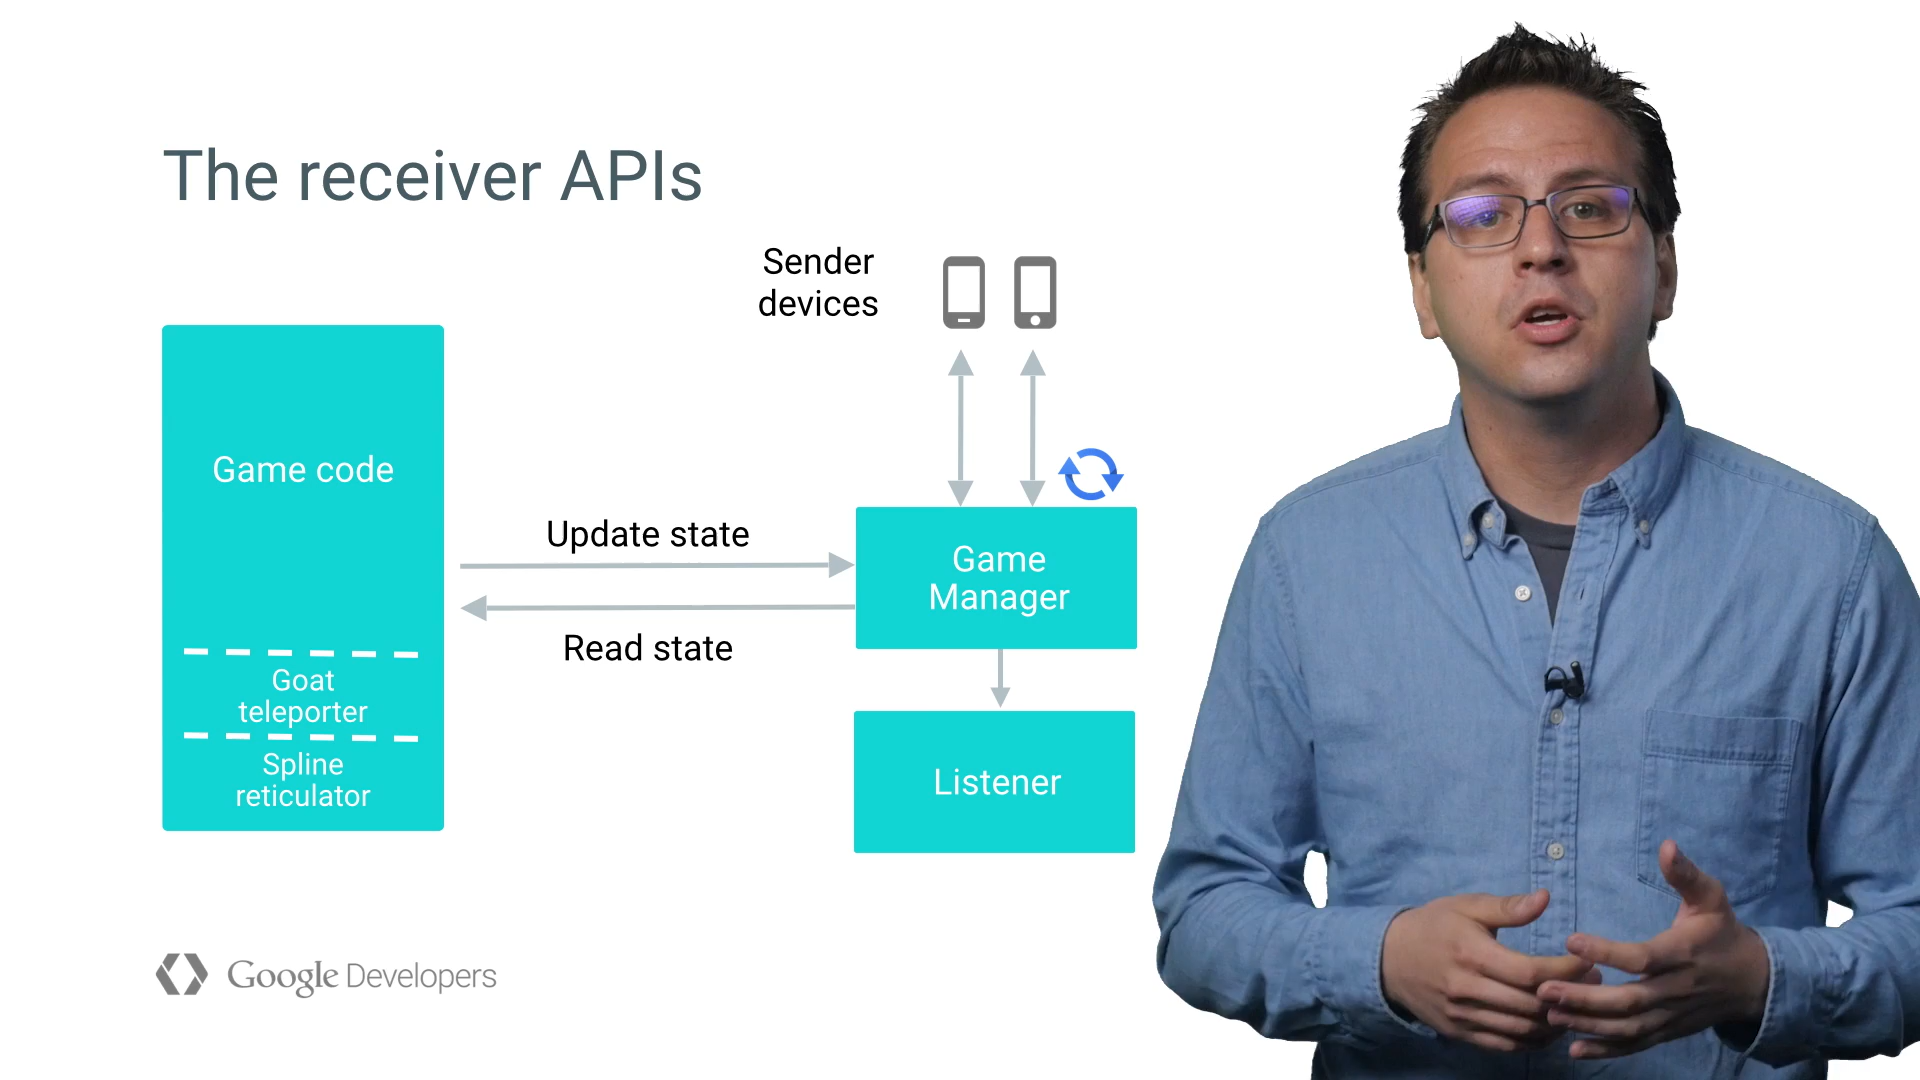 The receiver APIs
Sender
devices
Game code
Update state
Read state
Game
Manager
Goat
teleporter
Spline
reticulator
Listener
Google Developers